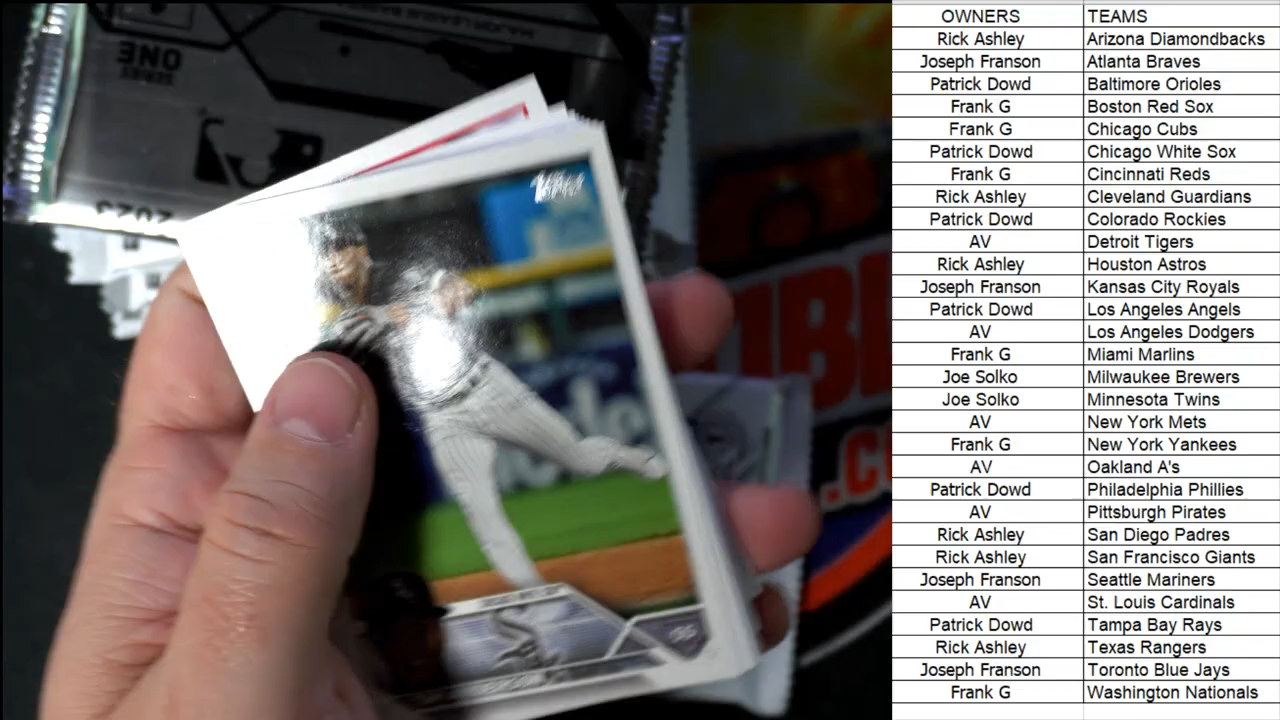 SERIES
ONE
2023
Topps
OWNERS TEAMS
Rick Ashley Arizona Diamondbacks
Joseph Franson Atlanta Braves
Patrick Dowd Baltimore Orioles
Frank G Boston Red Sox
Frank G Chicago Cubs
Patrick Dowd Chicago White Sox
Frank G Cincinnati Reds
Rick Ashley Cleveland Guardians
Patrick Dowd Colorado Rockies
AV Detroit Tigers
Rick Ashley Houston Astros
Joseph Franson Kansas City Royals
Patrick Dowd Los Angeles Angels
AV Los Angeles Dodgers
Frank G Miami Marlins
Joe Solko Milwaukee Brewers
Joe Solko Minnesota Twins
AV New York Mets
Frank G New York Yankees
AV Oakland A's
Patrick Dowd Philadelphia Phillies
AV Pittsburgh Pirates
Rick Ashley San Diego Padres
Rick Ashley San Francisco Giants
Joseph Franson Seattle Mariners
AV St. Louis Cardinals
Patrick Dowd Tampa Bay Rays
Rick Ashley Texas Rangers
Joseph Franson Toronto Blue Jays
Frank G Washington Nationals